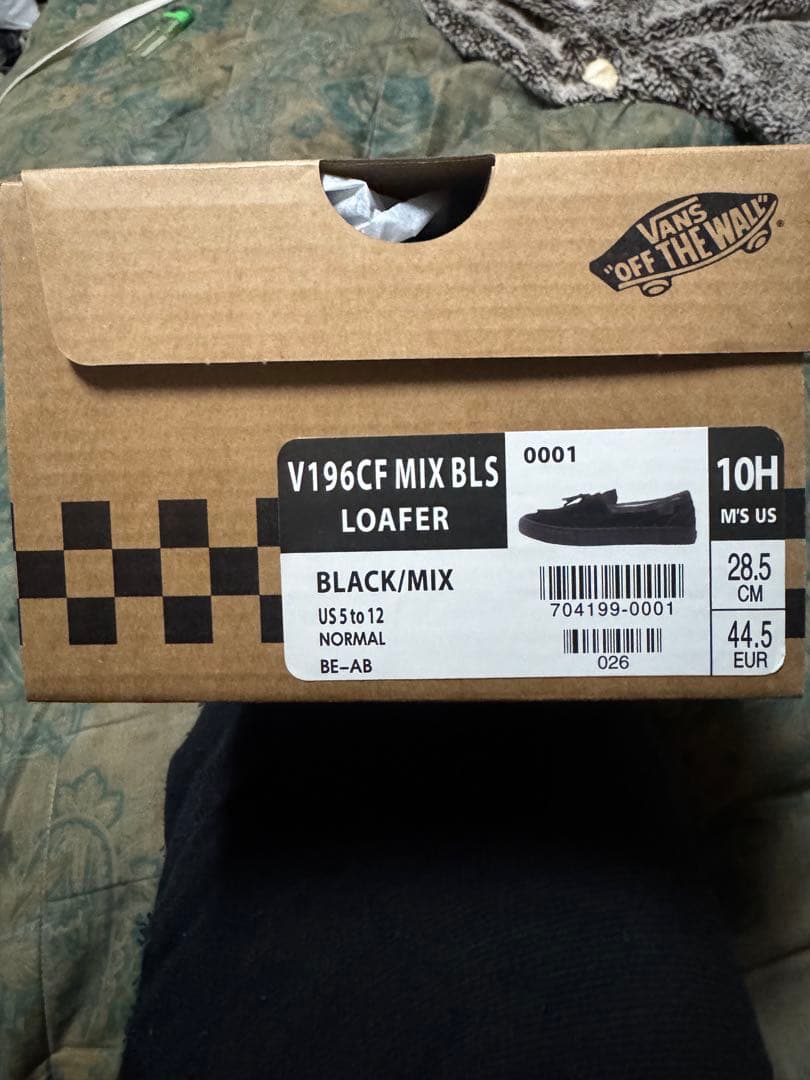 VANS
"OFF THE WALL"
®
V196CF MIX BLS
LOAFER
0001
10H
M'S US
BLACK/MIX
US 5 to 12
NORMAL
BE-AB
704199-0001
026
28.5
CM
44.5
EUR